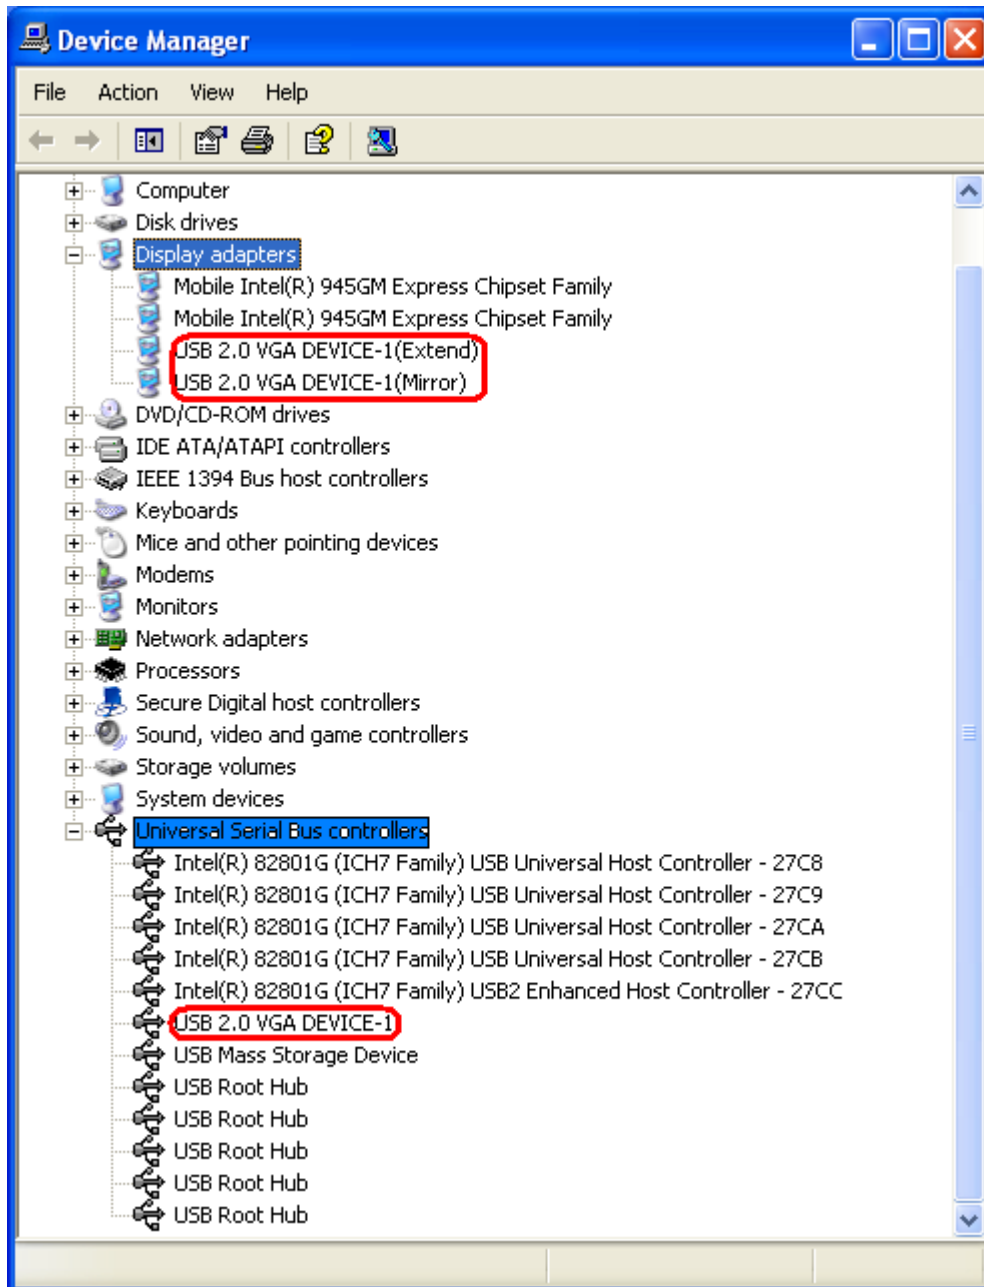 Device Manager
File Action View Help
Computer
Disk drives
Display adapters
Mobile Intel(R) 945GM Express Chipset Family
Mobile Intel(R) 945GM Express Chipset Family
USB 2.0 VGA DEVICE-1(Extend)
USB 2.0 VGA DEVICE-1(Mirror)
DVD/CD-ROM drives
IDE ATA/ATAPI controllers
IEEE 1394 Bus host controllers
Keyboards
Mice and other pointing devices
Modems
Monitors
Network adapters
Processors
Secure Digital host controllers
Sound, video and game controllers
Storage volumes
System devices
Universal Serial Bus controllers
Intel(R) 82801G (ICH7 Family) USB Universal Host Controller - 27C8
Intel(R) 82801G (ICH7 Family) USB Universal Host Controller - 27C9
Intel(R) 82801G (ICH7 Family) USB Universal Host Controller - 27CA
Intel(R) 82801G (ICH7 Family) USB Universal Host Controller - 27CB
Intel(R) 82801G (ICH7 Family) USB2 Enhanced Host Controller - 27CC
USB 2.0 VGA DEVICE-1
USB Mass Storage Device
USB Root Hub
USB Root Hub
USB Root Hub
USB Root Hub
USB Root Hub